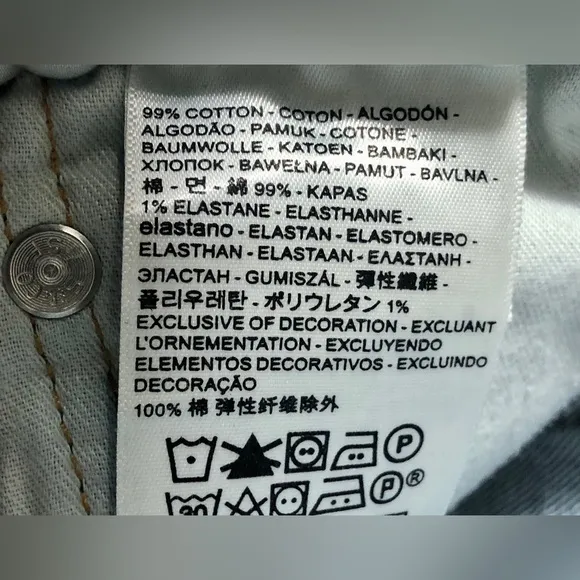 99% COTTON - COTON - ALGODÓN -
ALGODÃO - PAMUK - COTONE -
BAUMWOLLE - KATOEN - BAMBAKI -
ХЛОПОК - BAWEŁNA - PAMUT - BAVLNA -
棉 - 면 - 綿 99% - KAPAS
1% ELASTANE - ELASTHANNE -
elastano - ELASTAN - ELASTOMERO -
ELASTHAN - ELASTAAN - ΕΛΑΣΤΑΝΗ -
ЭЛАСТАН - GUMISZÁL - 彈性纖維 -
폴리우레탄 - ポリウレタン 1%
EXCLUSIVE OF DECORATION - EXCLUANT
L'ORNEMENTATION - EXCLUYENDO
ELEMENTOS DECORATIVOS - EXCLUINDO
DECORAÇÃO
100% 棉 弹性纤维除外
P
30 P ®